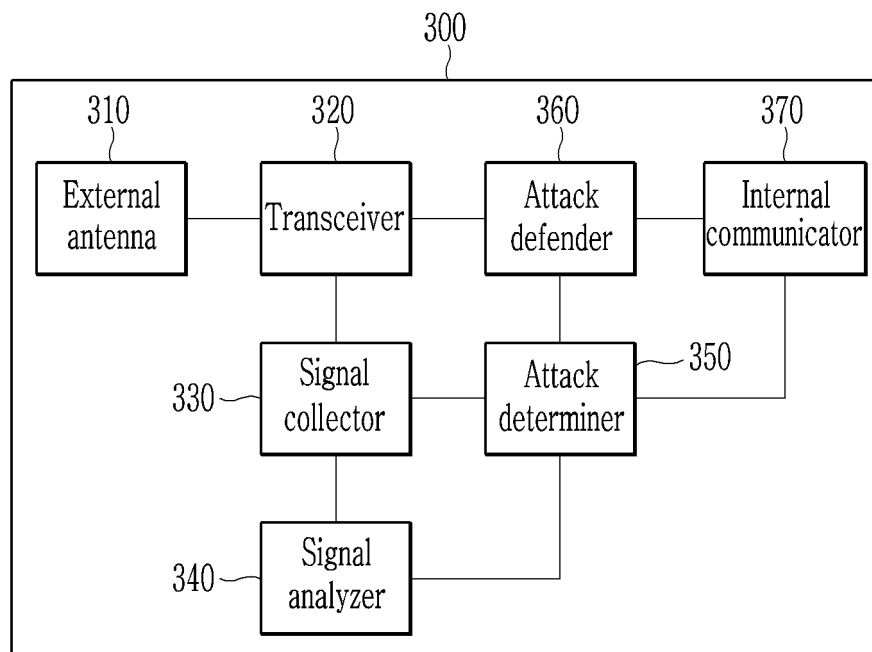 300
310
320
360
370
External
antenna
Transceiver
Attack
defender
Internal
communicator
330
Signal
collector
Attack
determiner
350
340
Signal
analyzer